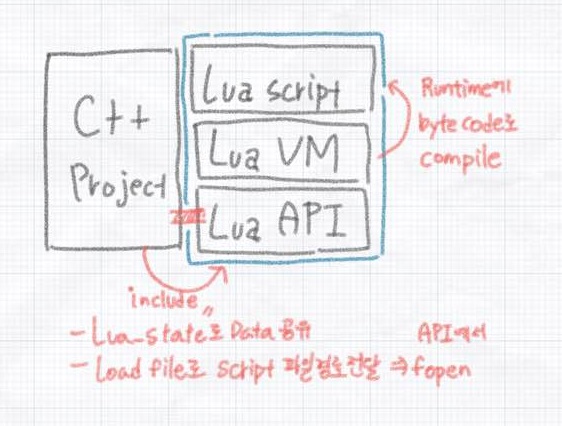 C++
Project
Lua script
Lua VM
Lua API
Runtime에
byte code로
compile
include
- Lua_state로 Data 공유
API에서
- Load file로 script 파일경로전달 ⇒ fopen